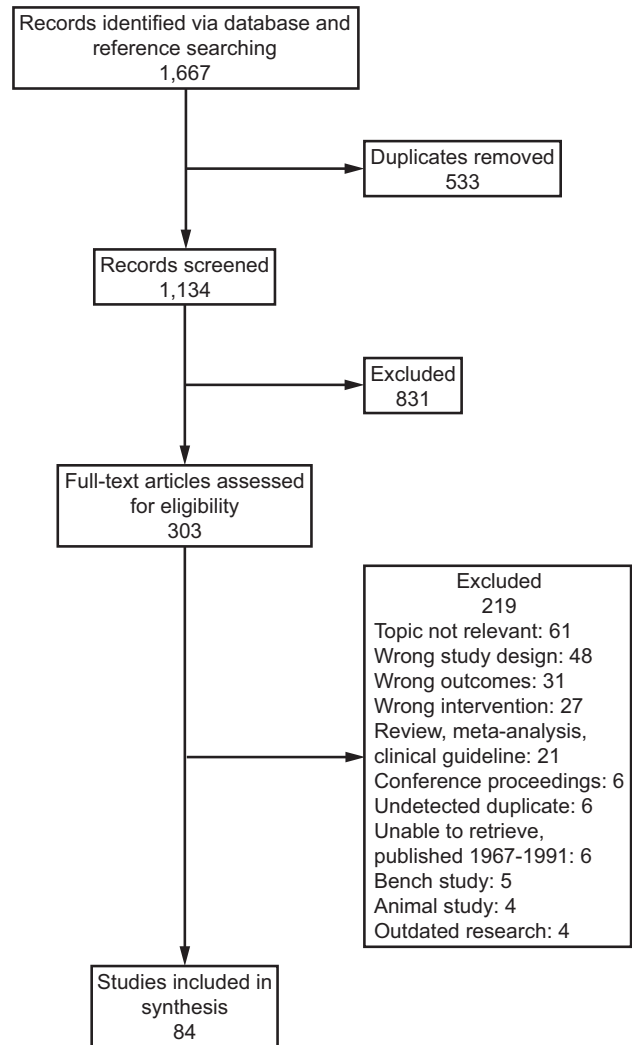 Records identified via database and
reference searching
1,667
Duplicates removed
533
Records screened
1,134
Excluded
831
Full-text articles assessed
for eligibility
303
Excluded
219
Topic not relevant: 61
Wrong study design: 48
Wrong outcomes: 31
Wrong intervention: 27
Review, meta-analysis,
clinical guideline: 21
Conference proceedings: 6
Undetected duplicate: 6
Unable to retrieve,
published 1967-1991: 6
Bench study: 5
Animal study: 4
Outdated research: 4
Studies included in
synthesis
84